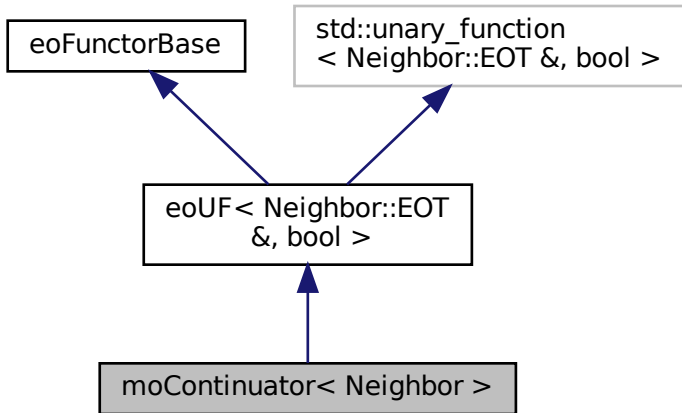 eoFunctorBase
std::unary_function
< Neighbor::EOT &, bool >
eoUF< Neighbor::EOT
&, bool >
moContinuator< Neighbor >